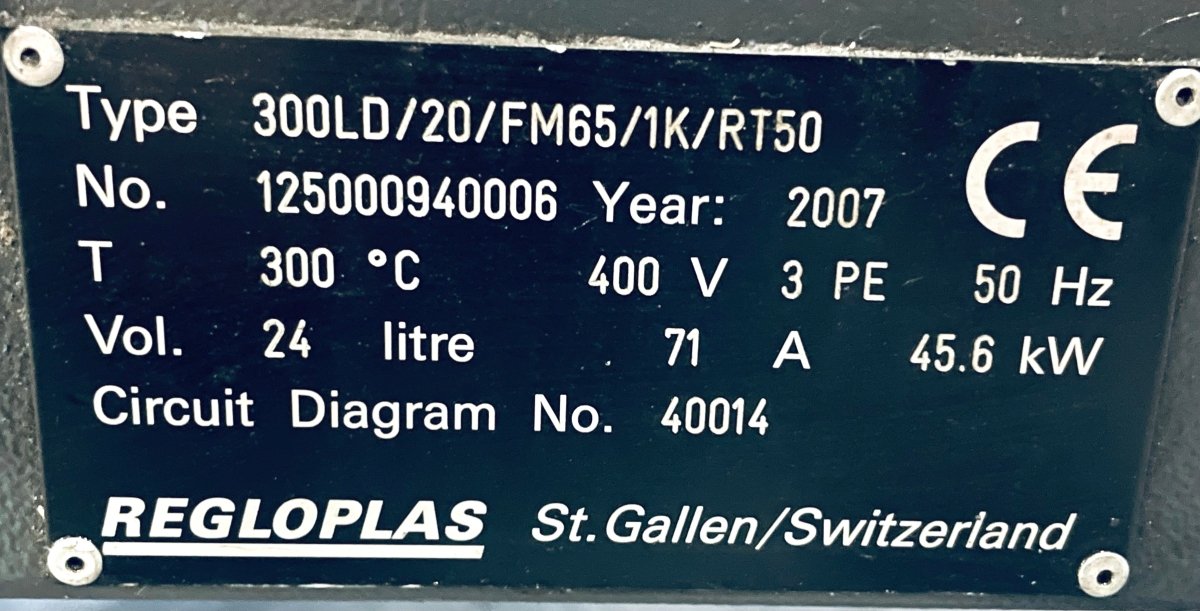 Type 300LD/20/FM65/1K/RT50
No. 125000940006 Year: 2007 CE
T 300 °C 400 V 3 PE 50 Hz
Vol. 24 litre 71 A 45.6 kW
Circuit Diagram No. 40014
REGLOPLAS St. Gallen/Switzerland